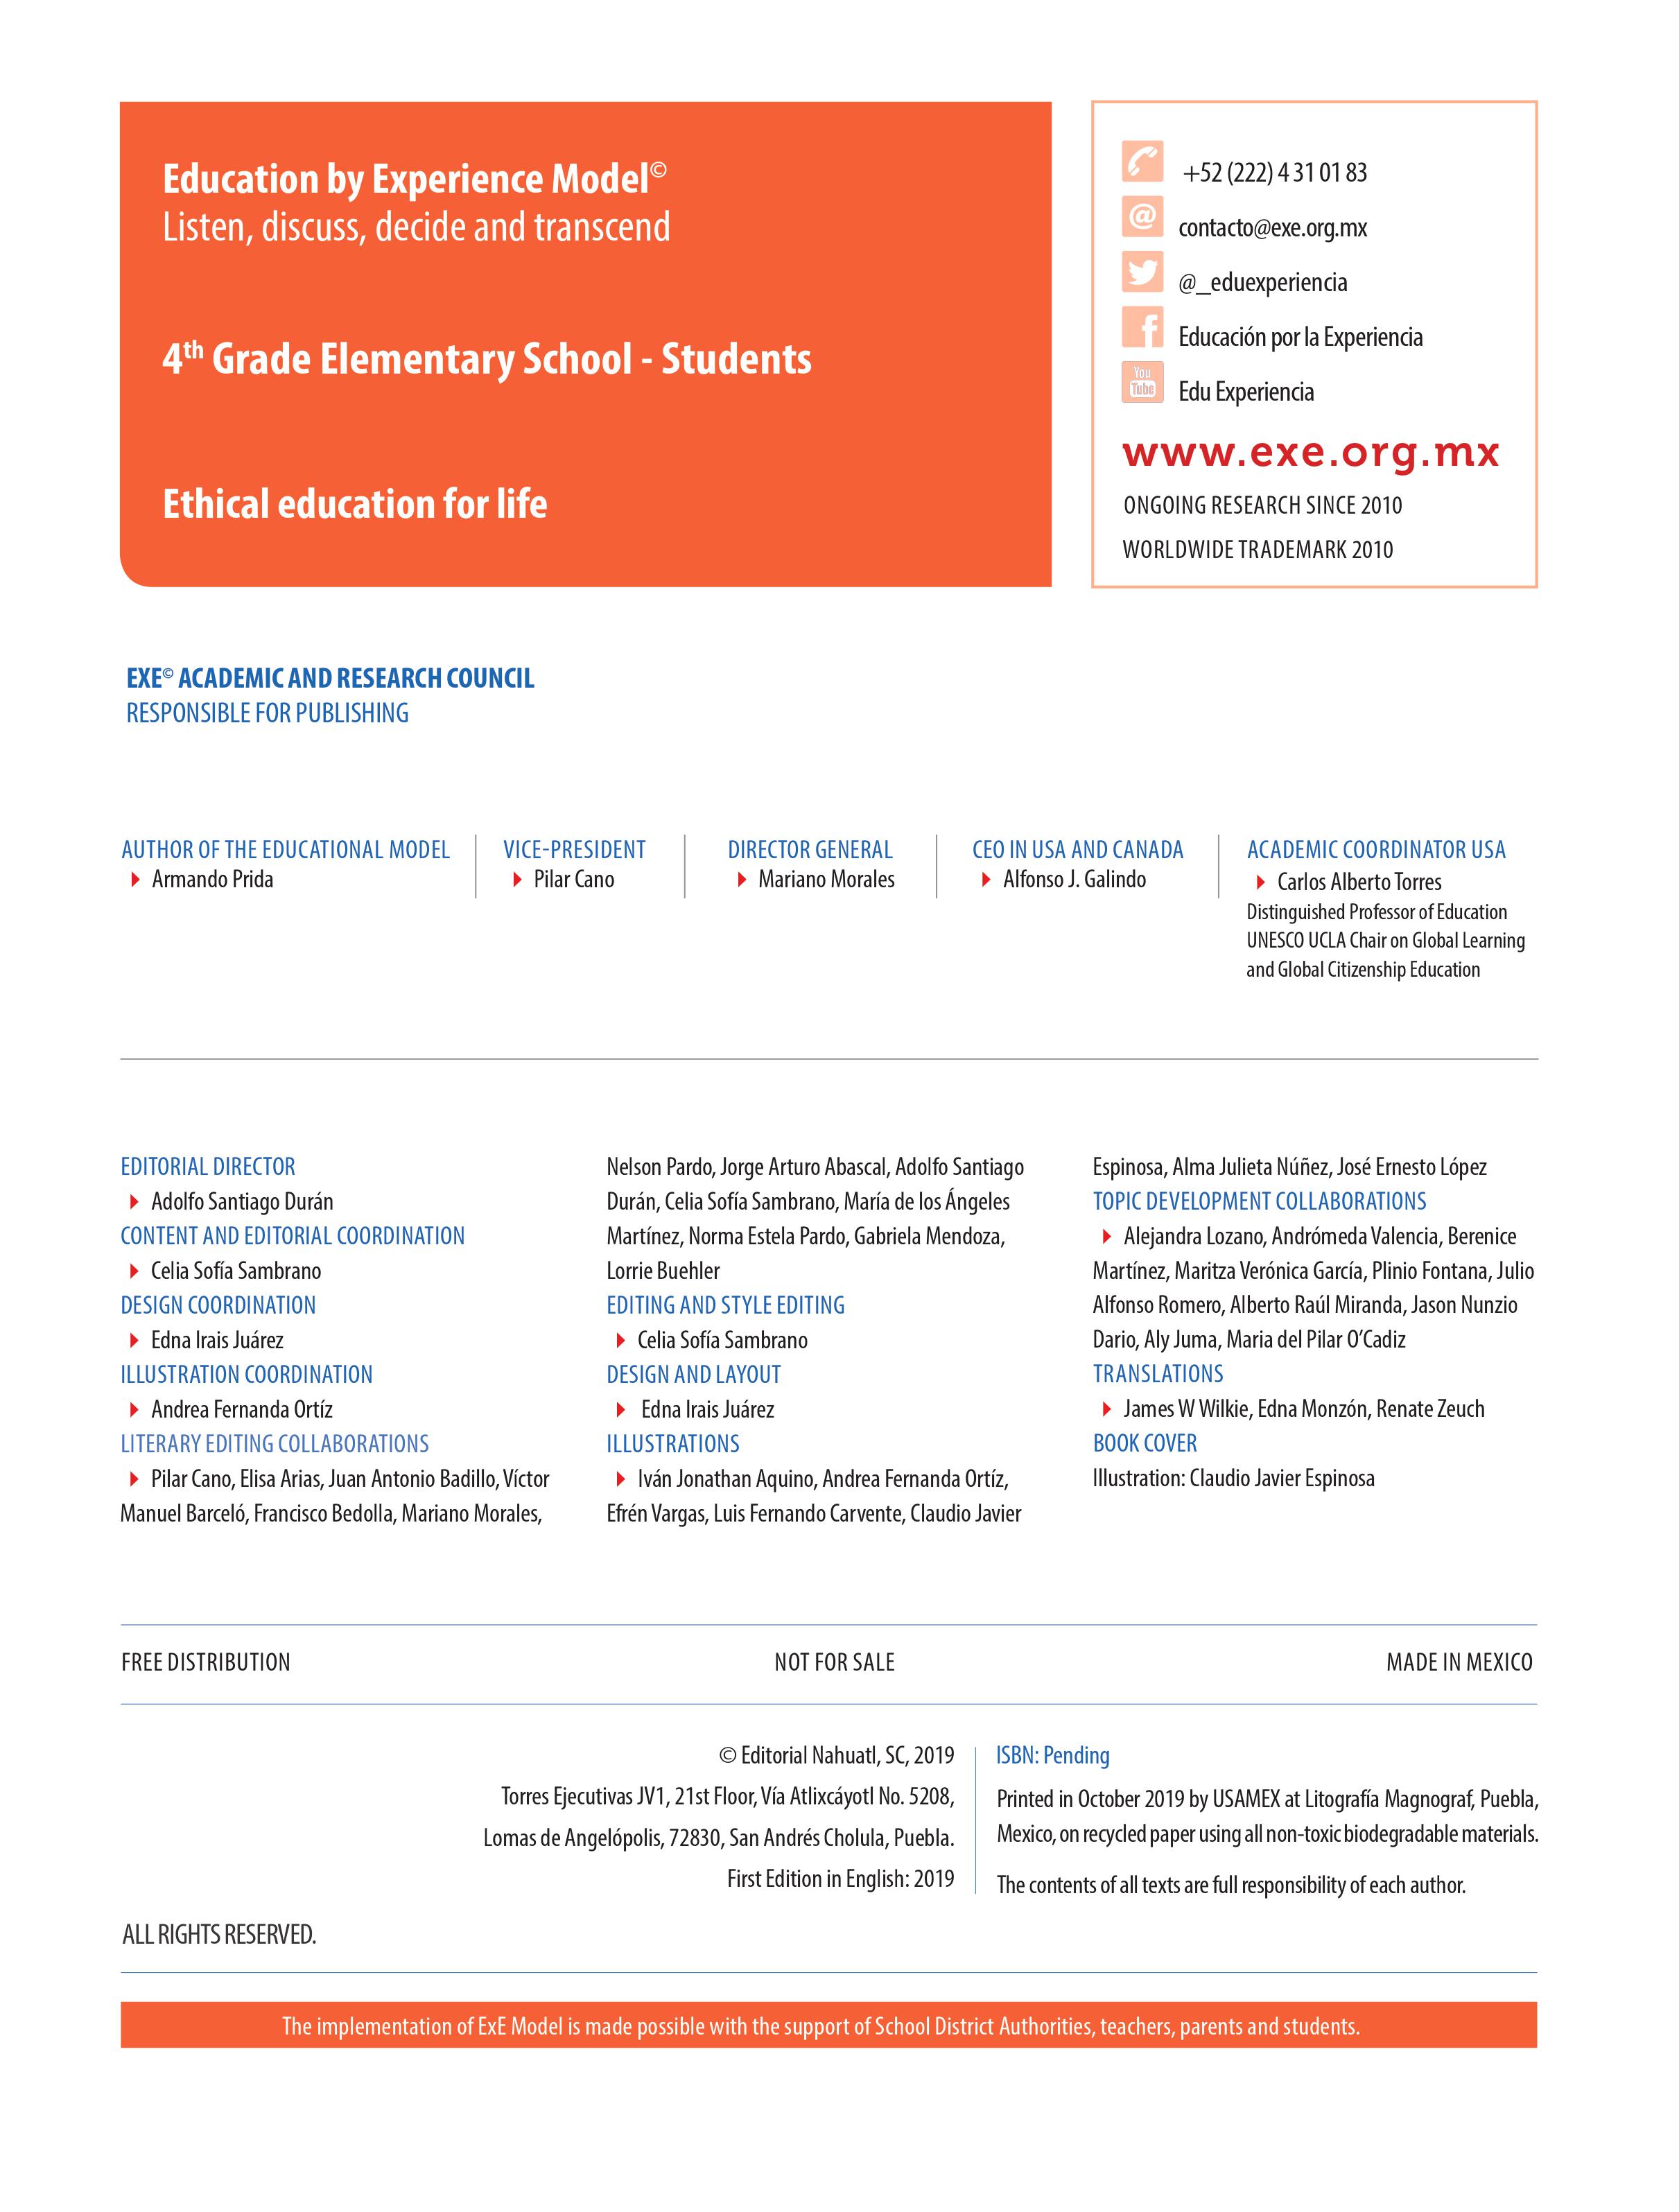 Education by Experience Model©
Listen, discuss, decide and transcend
4th Grade Elementary School - Students
Ethical education for life
+52 (222) 4 31 01 83
@
contacto@exe.org.mx
@_eduexperiencia
f
Educación por la Experiencia
You
Tube
Edu Experiencia
www.exe.org.mx
ONGOING RESEARCH SINCE 2010
WORLDWIDE TRADEMARK 2010
EXE© ACADEMIC AND RESEARCH COUNCIL
RESPONSIBLE FOR PUBLISHING
AUTHOR OF THE EDUCATIONAL MODEL
Armando Prida
VICE-PRESIDENT
Pilar Cano
DIRECTOR GENERAL
Mariano Morales
CEO IN USA AND CANADA
Alfonso J. Galindo
ACADEMIC COORDINATOR USA
Carlos Alberto Torres
Distinguished Professor of Education
UNESCO UCLA Chair on Global Learning
and Global Citizenship Education
EDITORIAL DIRECTOR
Adolfo Santiago Durán
CONTENT AND EDITORIAL COORDINATION
Celia Sofía Sambrano
DESIGN COORDINATION
Edna Irais Juárez
ILLUSTRATION COORDINATION
Andrea Fernanda Ortíz
LITERARY EDITING COLLABORATIONS
Pilar Cano, Elisa Arias, Juan Antonio Badillo, Víctor
Manuel Barceló, Francisco Bedolla, Mariano Morales,
Nelson Pardo, Jorge Arturo Abascal, Adolfo Santiago
Durán, Celia Sofía Sambrano, María de los Ángeles
Martínez, Norma Estela Pardo, Gabriela Mendoza,
Lorrie Buehler
EDITING AND STYLE EDITING
Celia Sofía Sambrano
DESIGN AND LAYOUT
Edna Irais Juárez
ILLUSTRATIONS
Iván Jonathan Aquino, Andrea Fernanda Ortíz,
Efrén Vargas, Luis Fernando Carvente, Claudio Javier
Espinosa, Alma Julieta Núñez, José Ernesto López
TOPIC DEVELOPMENT COLLABORATIONS
Alejandra Lozano, Andrómeda Valencia, Berenice
Martínez, Maritza Verónica García, Plinio Fontana, Julio
Alfonso Romero, Alberto Raúl Miranda, Jason Nunzio
Dario, Aly Juma, Maria del Pilar O’Cadiz
TRANSLATIONS
James W Wilkie, Edna Monzón, Renate Zeuch
BOOK COVER
Illustration: Claudio Javier Espinosa
FREE DISTRIBUTION
NOT FOR SALE
MADE IN MEXICO
© Editorial Nahuatl, SC, 2019
Torres Ejecutivas JV1, 21st Floor, Vía Atlixcáyotl No. 5208,
Lomas de Angelópolis, 72830, San Andrés Cholula, Puebla.
First Edition in English: 2019
ISBN: Pending
Printed in October 2019 by USAMEX at Litografía Magnograf, Puebla,
Mexico, on recycled paper using all non-toxic biodegradable materials.
The contents of all texts are full responsibility of each author.
ALL RIGHTS RESERVED.
The implementation of ExE Model is made possible with the support of School District Authorities, teachers, parents and students.